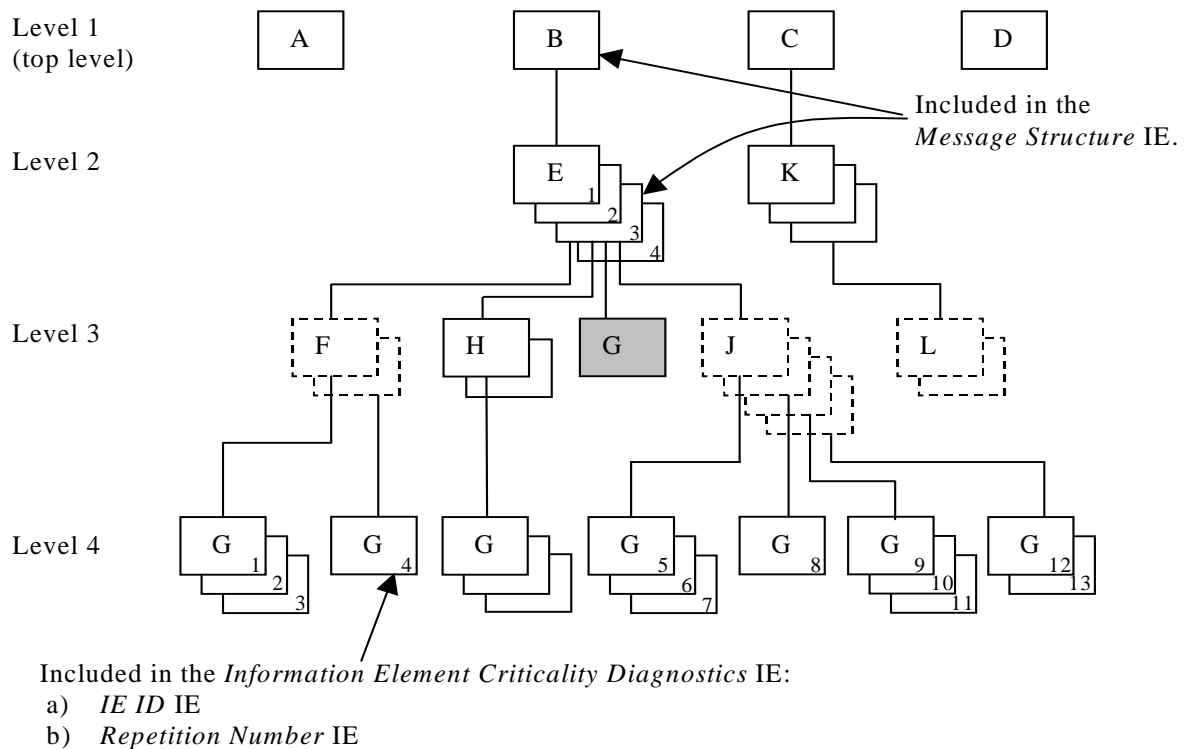 Level 1
(top level)
A
B
C
D
Included in the
Message Structure IE.
Level 2
E
1
2
3
4
K
Level 3
F
H
G
J
L
Level 4
G
1
2
3
G
4
G
G
5
6
7
G
8
G
9
10
11
G
12
13
Included in the Information Element Criticality Diagnostics IE:
a) IE ID IE
b) Repetition Number IE